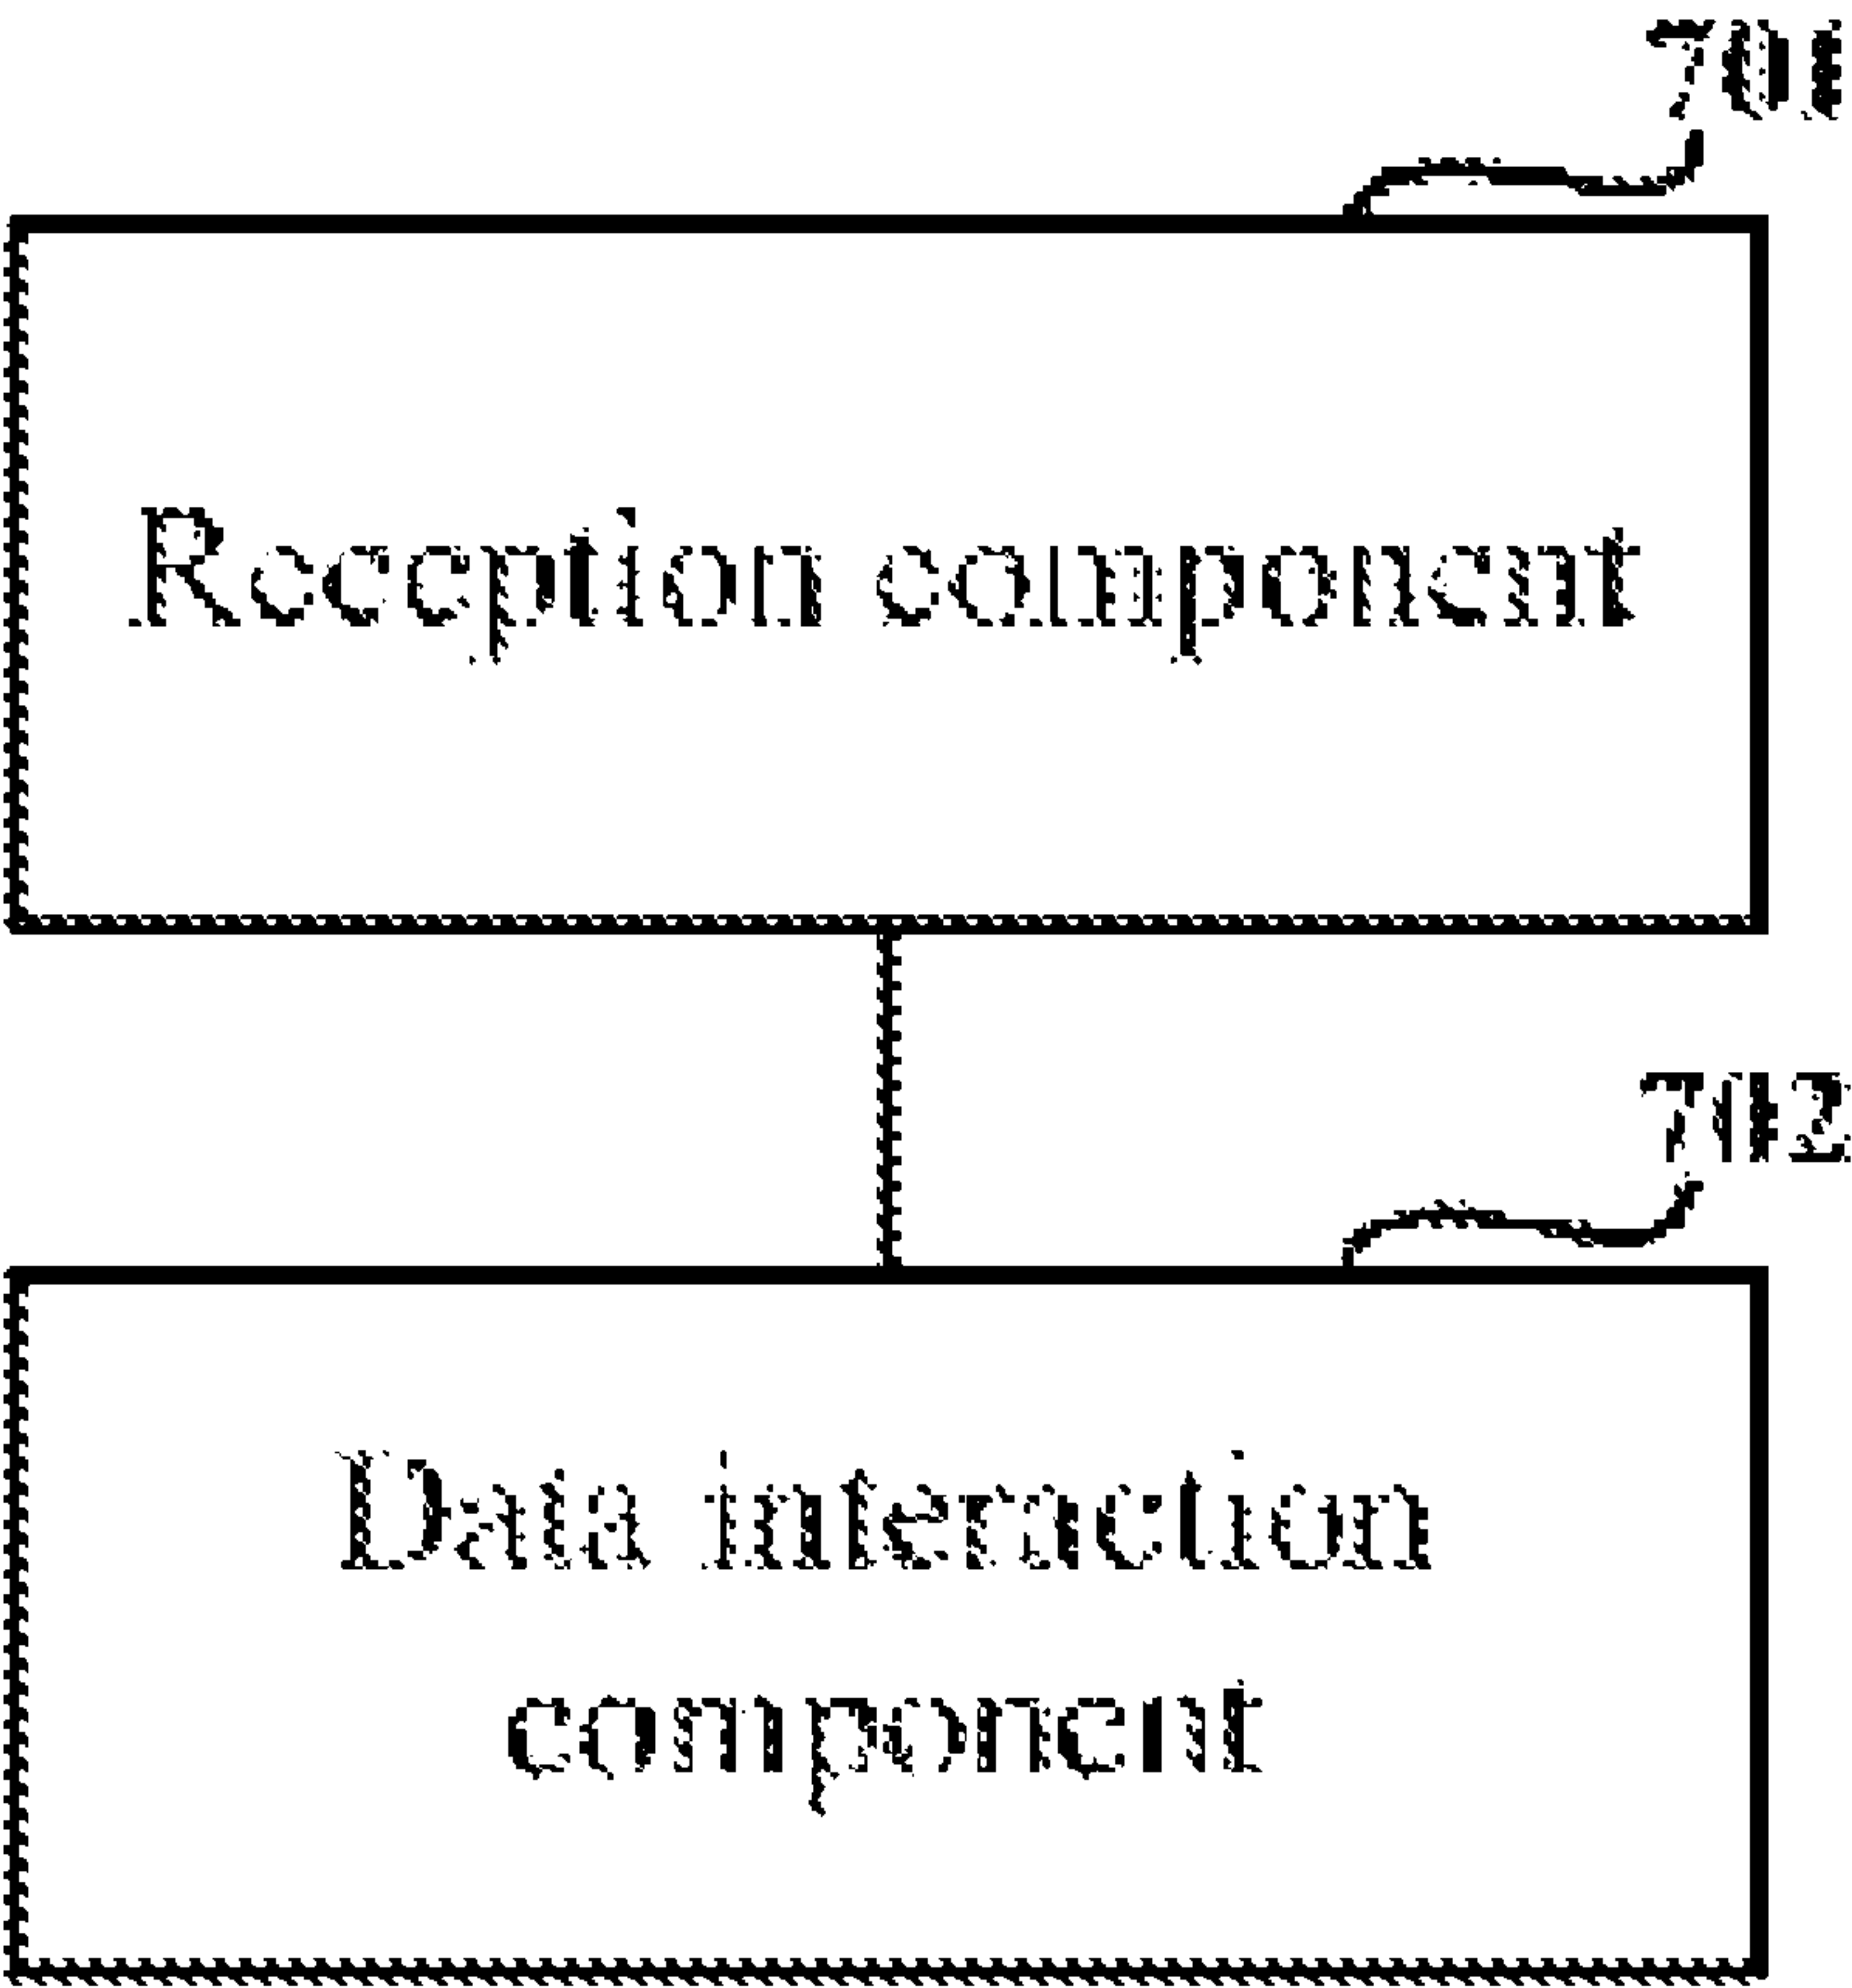 701
Reception component
702
Data interaction
component